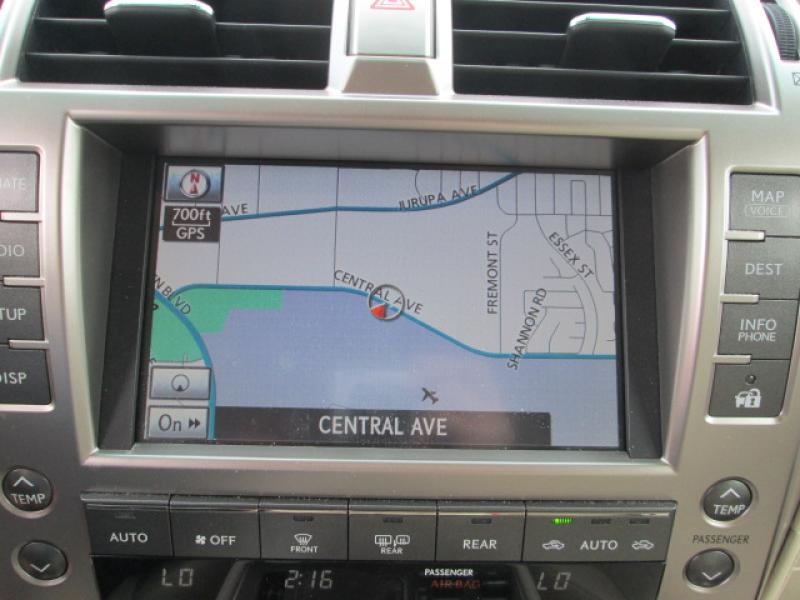 N
700ft
GPS
AVE
JURUPA AVE
FREMONT ST
ESSEX ST
CENTRAL AVE
SHANNON RD
BLVD
On
CENTRAL AVE
MAP
VOICE
DEST
INFO
PHONE
DISP
TEMP
AUTO
OFF
FRONT
REAR
REAR
AUTO
TEMP
PASSENGER
LO
2:16
PASSENGER
AIR BAG
LO